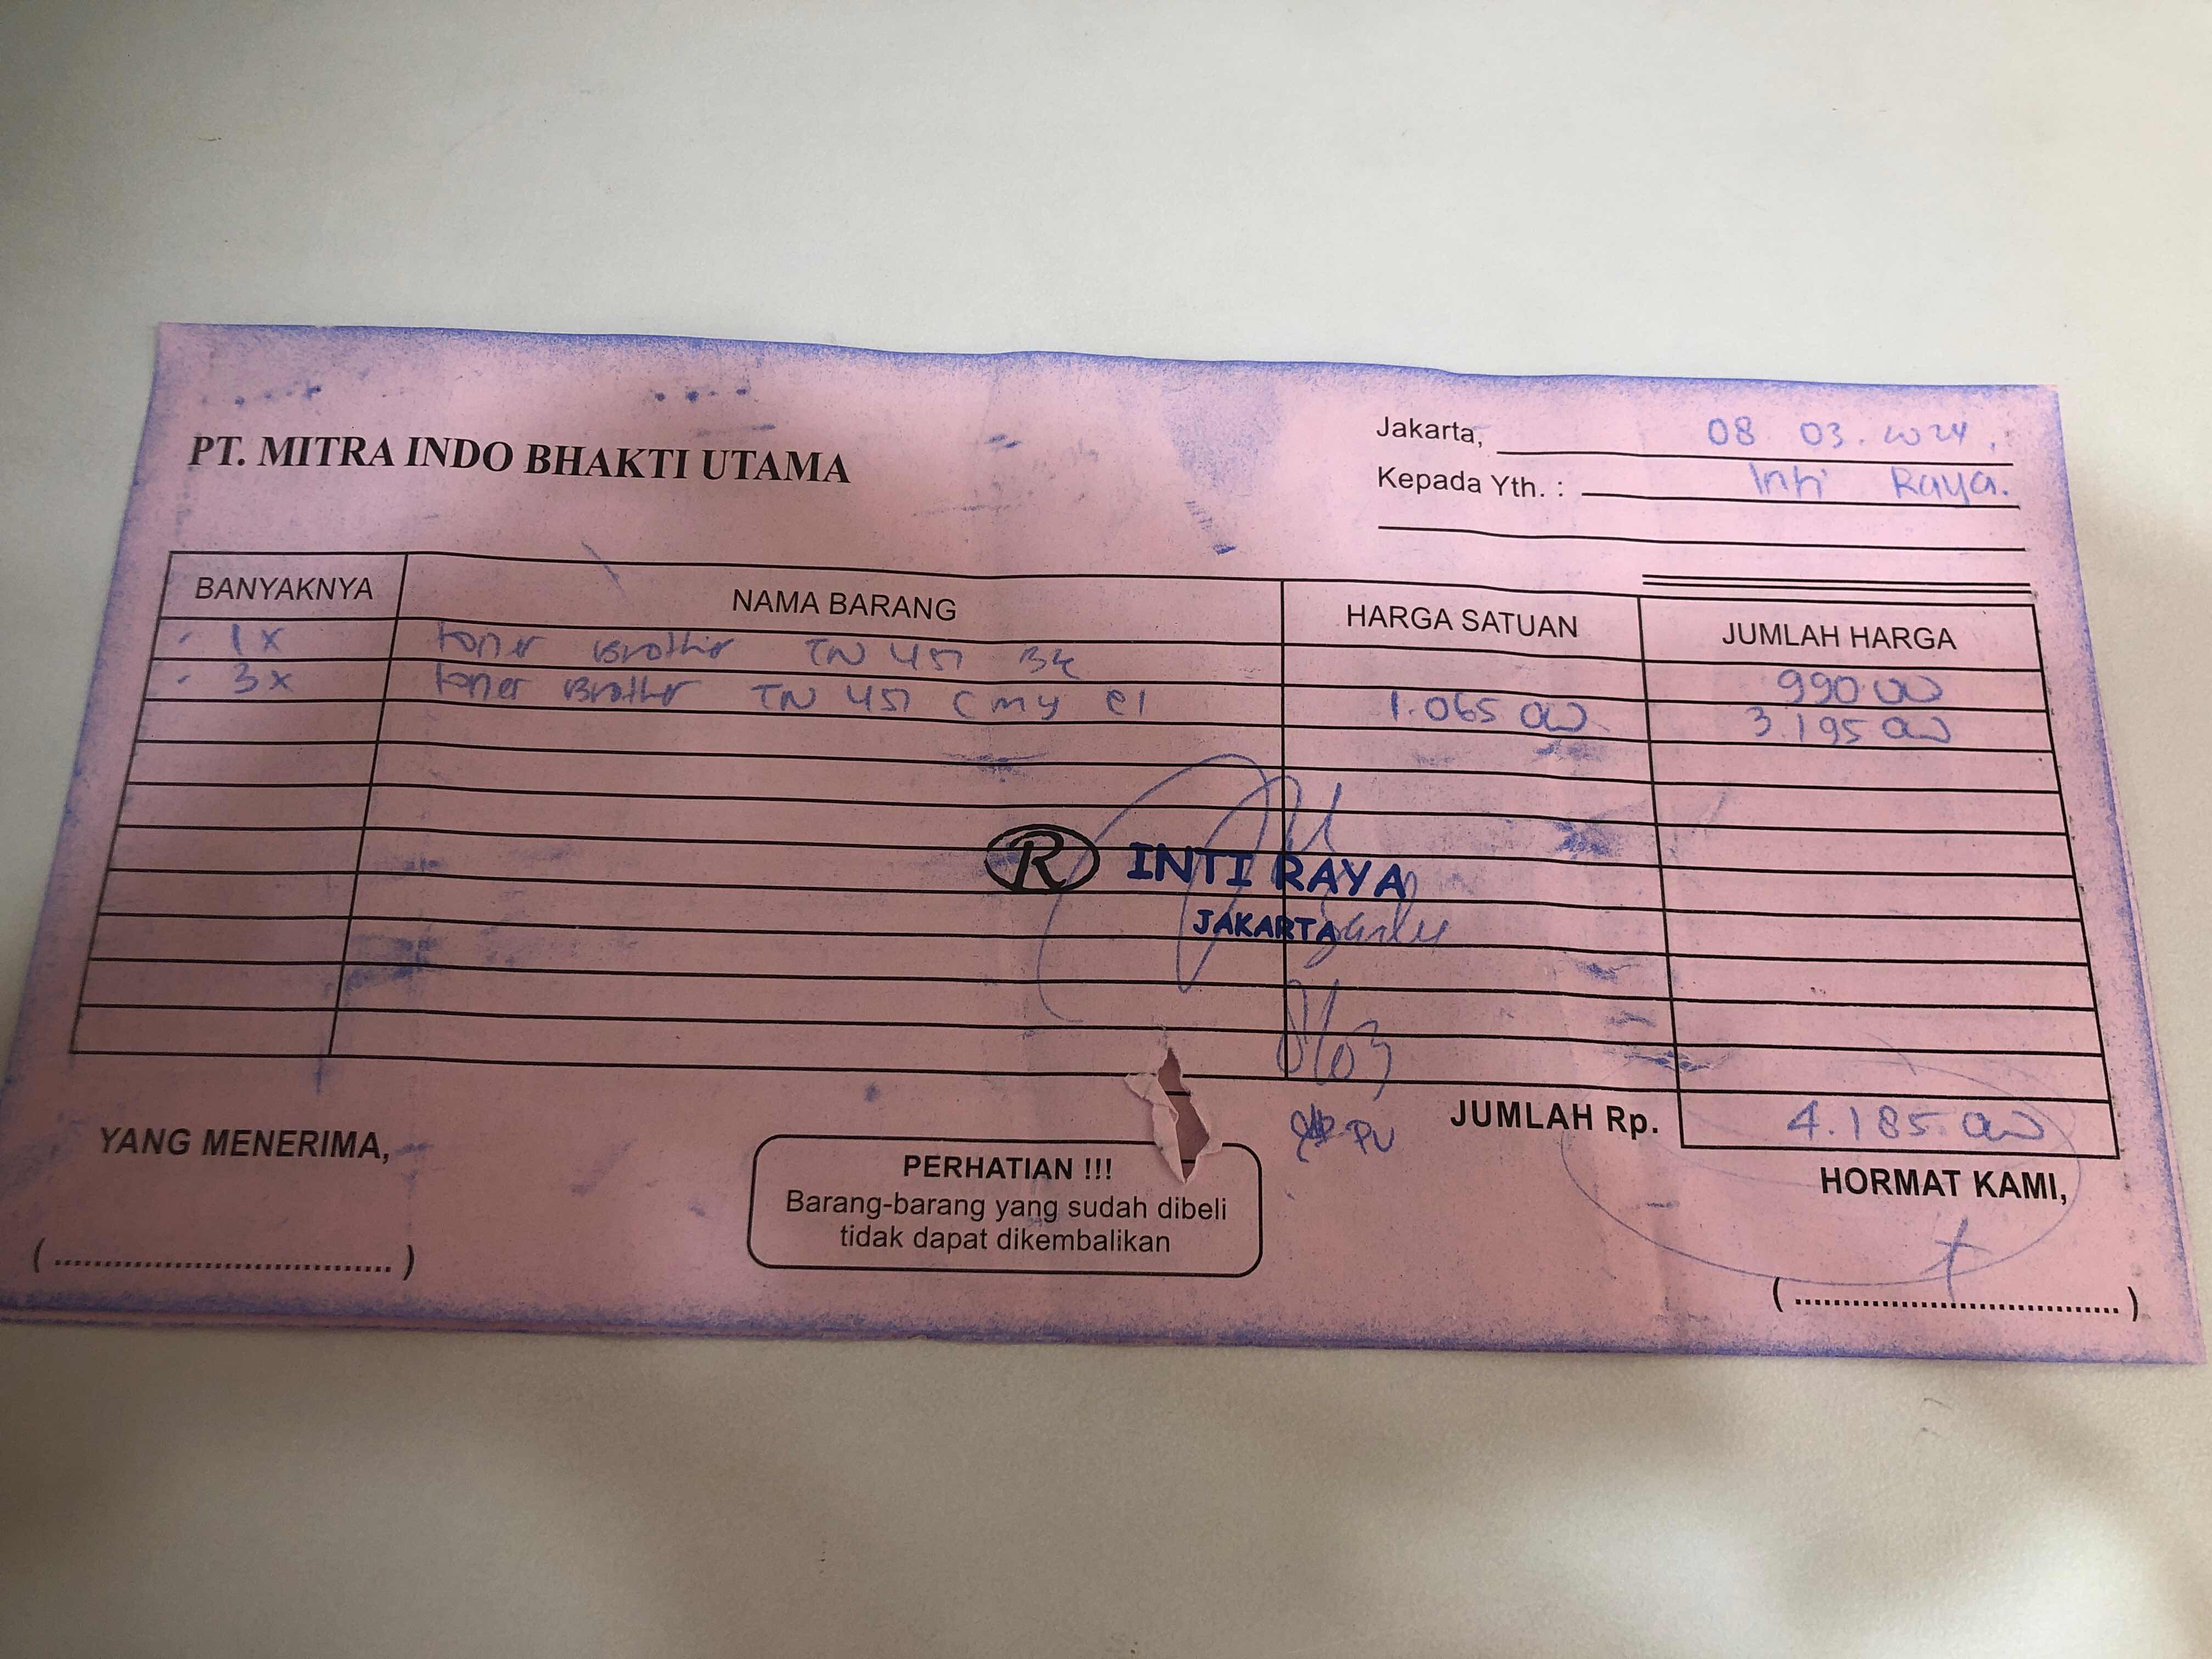 PT. MITRA INDO BHAKTI UTAMA
Jakarta, 08 03.2024.
Kepada Yth. : Inti Raya.
BANYAKNYA NAMA BARANG HARGA SATUAN JUMLAH HARGA
- 1x toner Brother TN 451 BK 990.000
- 3x toner Brother TN 451 C M Y @ 1.065 000 3.195 000
R INTI RAYA
JAKARTA
8/03
PU
JUMLAH Rp. 4.185.000
YANG MENERIMA,
PERHATIAN !!!
Barang-barang yang sudah dibeli
tidak dapat dikembalikan
HORMAT KAMI,
(....................................)
(....................................)